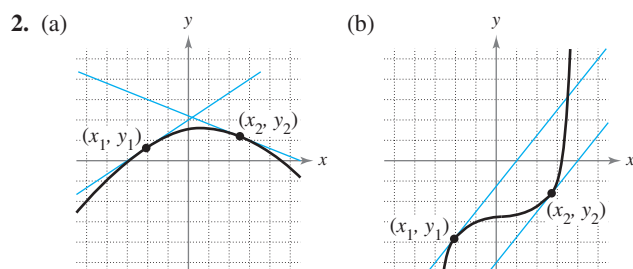 2. (a)
y
(x₁, y₁)
(x₂, y₂)
x
(b)
y
x
(x₁, y₁)
(x₂, y₂)